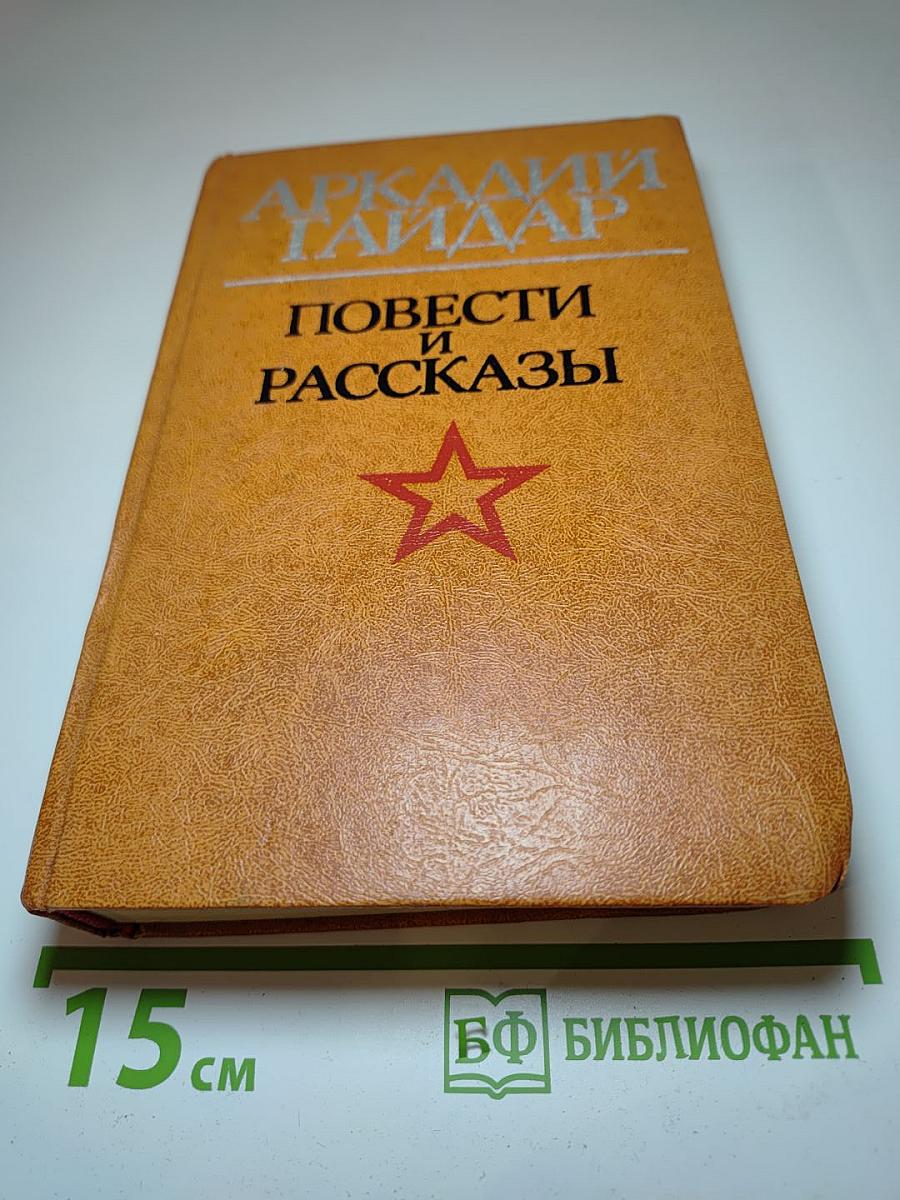 АРКАДИЙ
ГАЙДАР
ПОВЕСТИ
И
РАССКАЗЫ
15 см
БФ БИБЛИОФАН